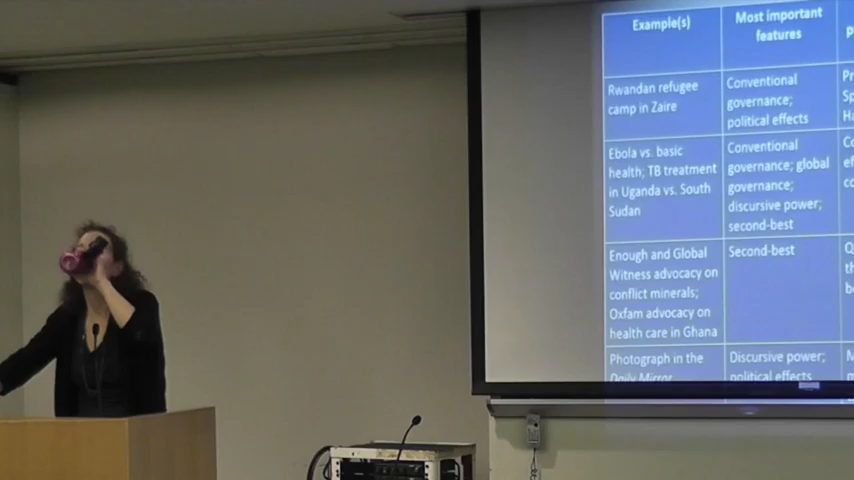 Example(s)
Most important
features
Rwandan refugee
camp in Zaire
Conventional
governance;
political effects
Ebola vs. basic
health; TB treatment
in Uganda vs. South
Sudan
Conventional
governance; global
governance;
discursive power;
second-best
Enough and Global
Witness advocacy on
conflict minerals;
Oxfam advocacy on
health care in Ghana
Second-best
Photograph in the
Daily Mirror
Discursive power;
political effects